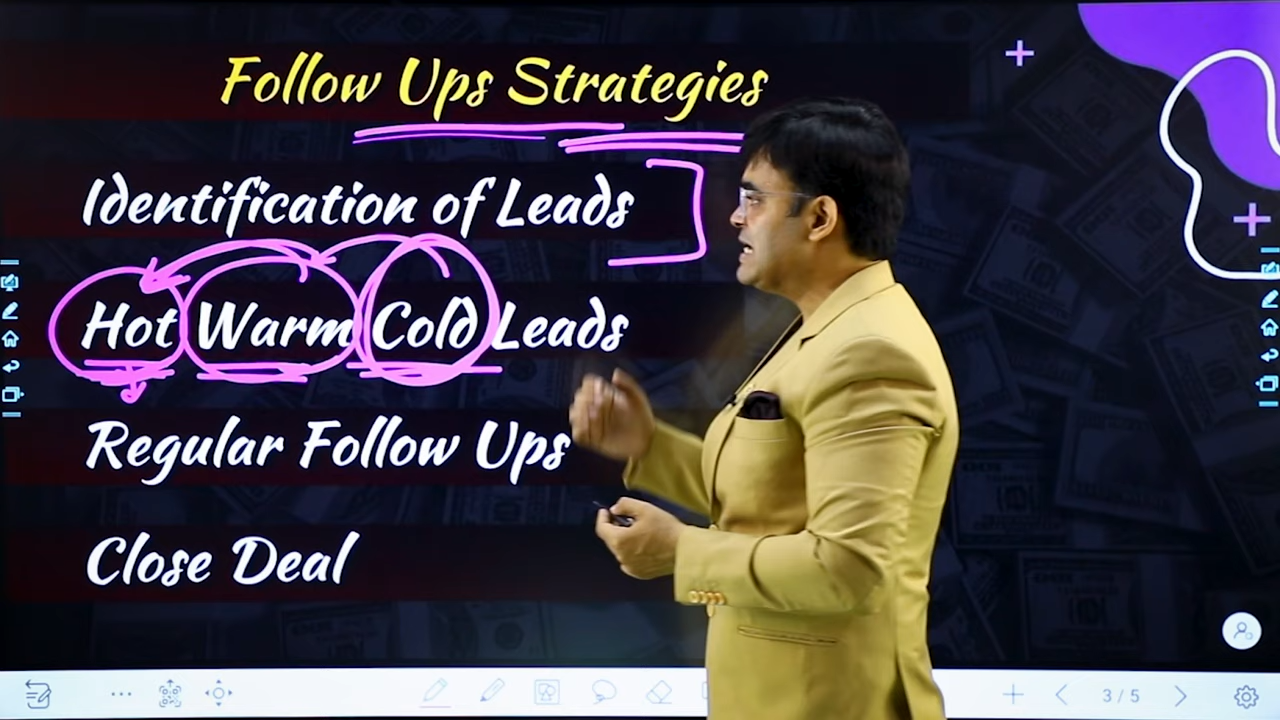 Follow Ups Strategies
Identification of Leads
Hot Warm Cold Leads
Regular Follow Ups
Close Deal
3/5